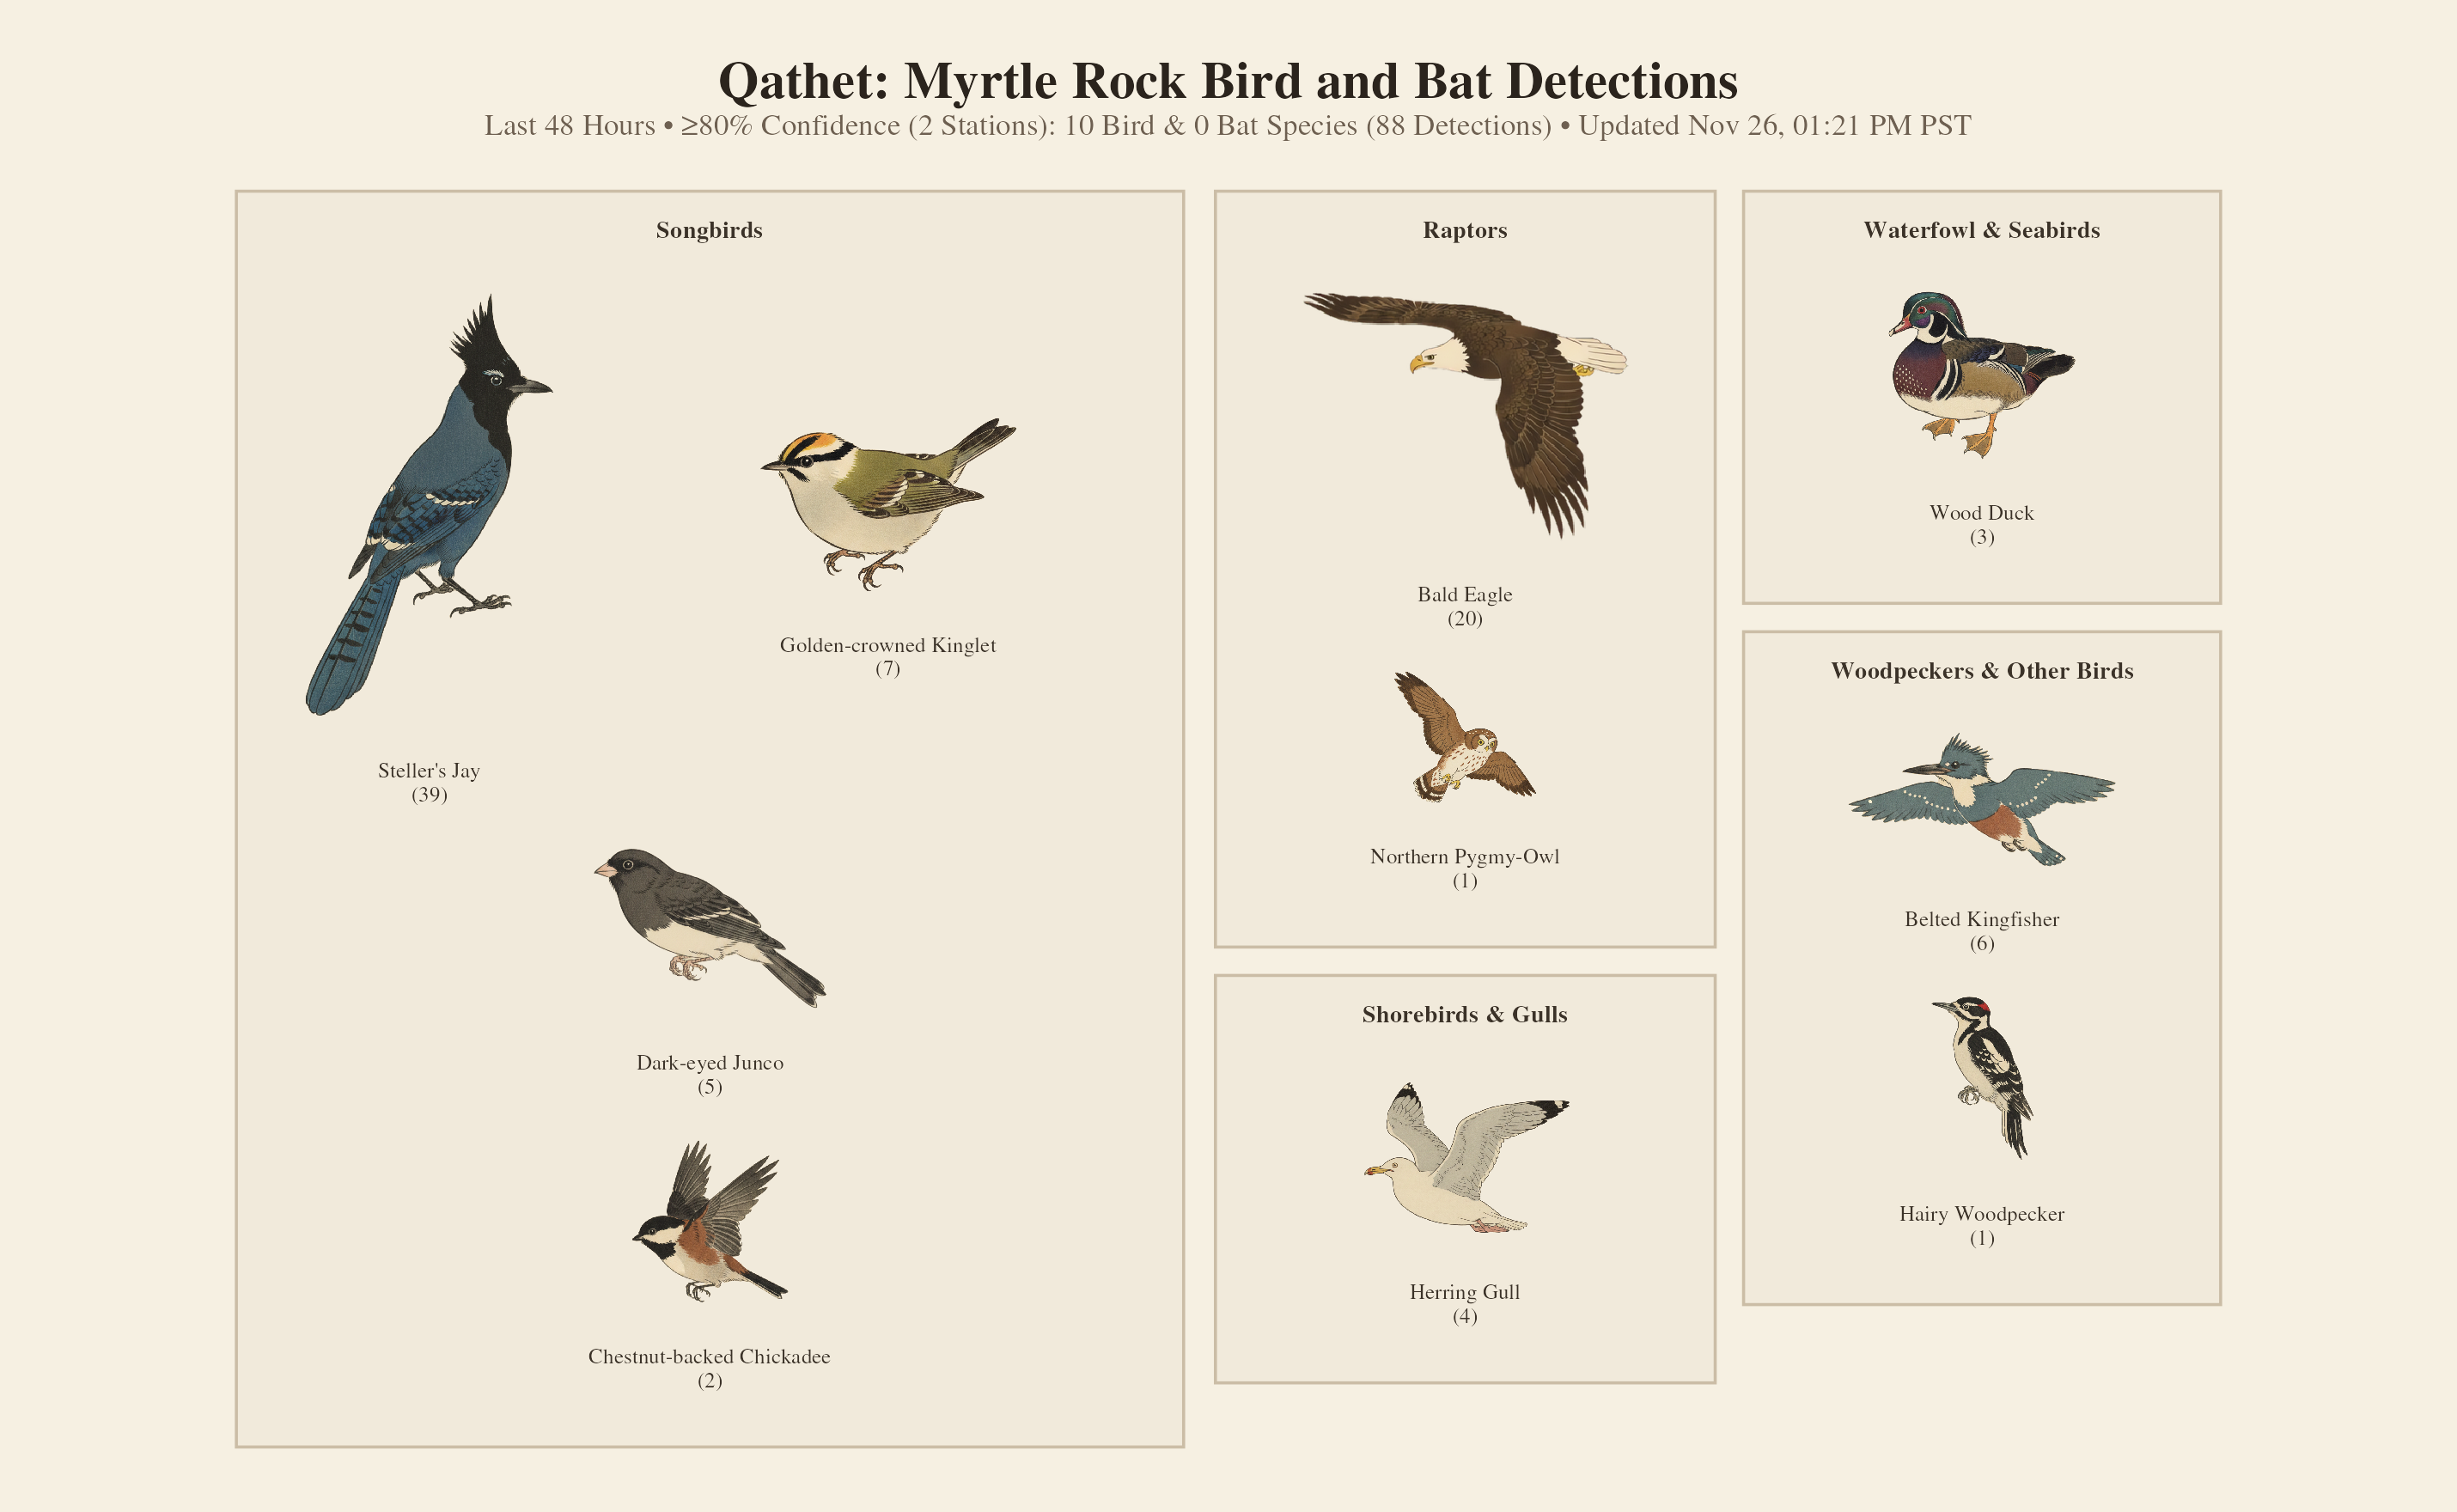 Qathet: Myrtle Rock Bird and Bat Detections
Last 48 Hours • ≥80% Confidence (2 Stations): 10 Bird & 0 Bat Species (88 Detections) • Updated Nov 26, 01:21 PM PST
Songbirds
Steller's Jay
(39)
Golden-crowned Kinglet
(7)
Dark-eyed Junco
(5)
Chestnut-backed Chickadee
(2)
Raptors
Bald Eagle
(20)
Northern Pygmy-Owl
(1)
Shorebirds & Gulls
Herring Gull
(4)
Waterfowl & Seabirds
Wood Duck
(3)
Woodpeckers & Other Birds
Belted Kingfisher
(6)
Hairy Woodpecker
(1)